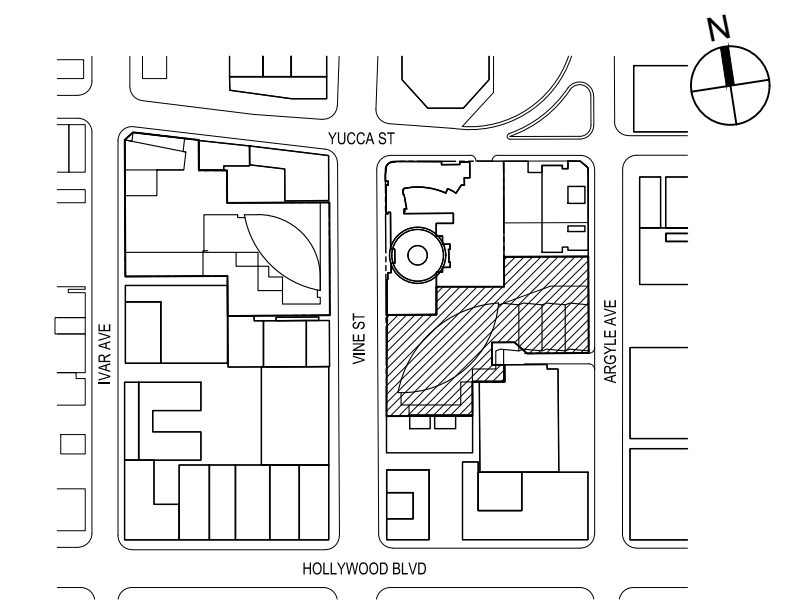 N
YUCCA ST
IVAR AVE
VINE ST
ARGYLE AVE
HOLLYWOOD BLVD